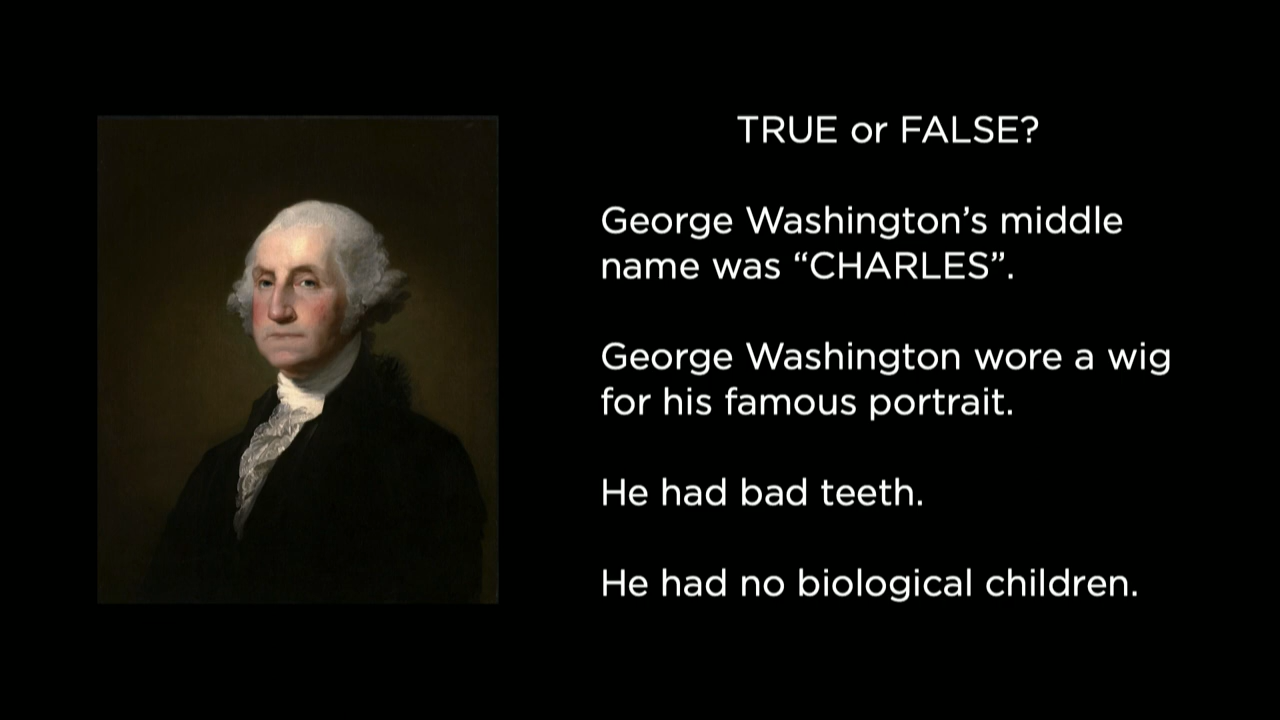 TRUE or FALSE?
George Washington’s middle
name was “CHARLES”.
George Washington wore a wig
for his famous portrait.
He had bad teeth.
He had no biological children.